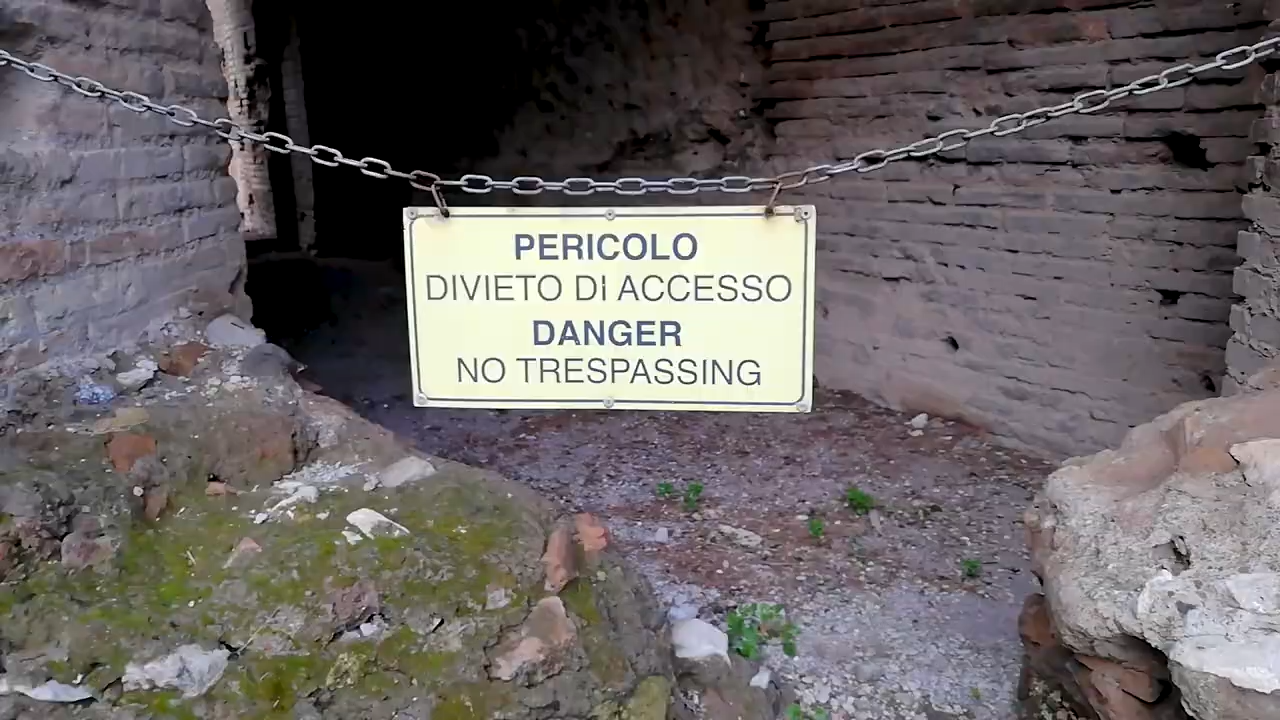 PERICOLO
DIVIETO DI ACCESSO
DANGER
NO TRESPASSING